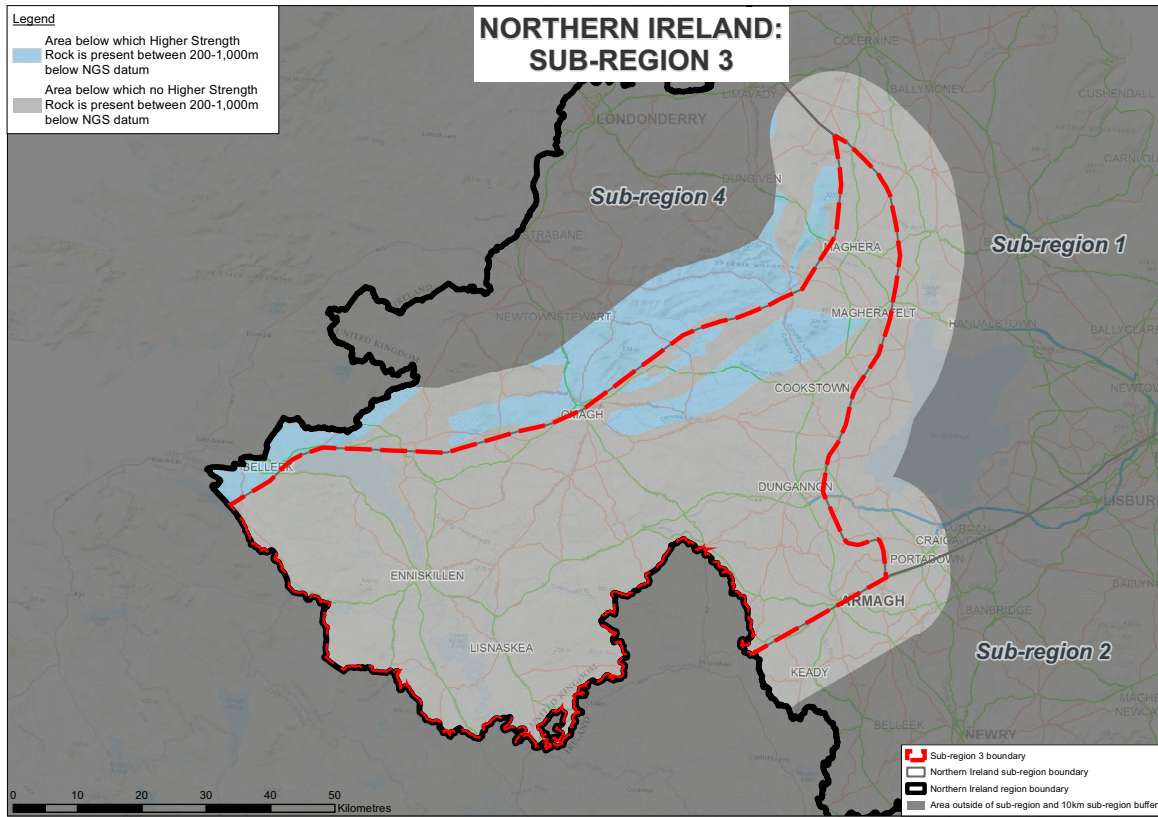 Legend
Area below which Higher Strength
Rock is present between 200-1,000m
below NGS datum
Area below which no Higher Strength
Rock is present between 200-1,000m
below NGS datum
NORTHERN IRELAND:
SUB-REGION 3
COLERAINE
LIMAVADY
BALLYMONEY
CUSHENDALL
LONDONDERRY
DUNGIVEN
Sub-region 4
STRABANE
MAGHERA
Sub-region 1
NEWTOWNSTEWART
MAGHERAFELT
RANDALSTOWN
BALLYCLARE
UNITED KINGDOM
COOKSTOWN
OMAGH
BELLEEK
DUNGANNON
LISBURN
CRAIGAVON
PORTADOWN
ENNISKILLEN
ARMAGH
BANBRIDGE
LISNASKEA
Sub-region 2
KEADY
BELLEEK
NEWRY
0 10 20 30 40 50
Kilometres
Sub-region 3 boundary
Northern Ireland sub-region boundary
Northern Ireland region boundary
Area outside of sub-region and 10km sub-region buffer